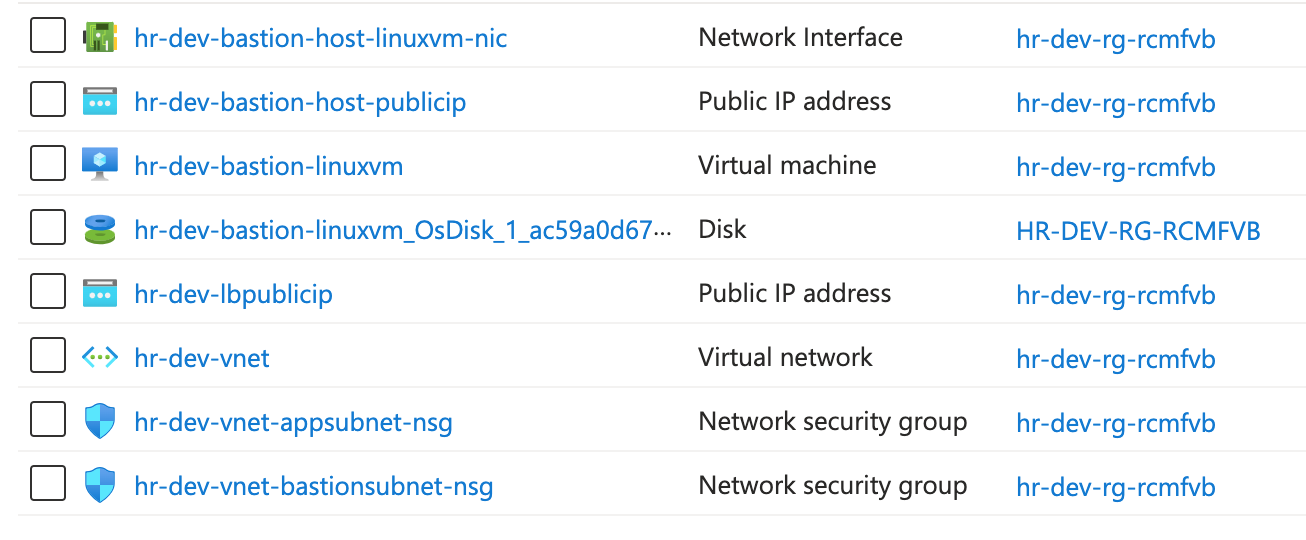 hr-dev-bastion-host-linuxvm-nic Network Interface hr-dev-rg-rcmfvb
hr-dev-bastion-host-publicip Public IP address hr-dev-rg-rcmfvb
hr-dev-bastion-linuxvm Virtual machine hr-dev-rg-rcmfvb
hr-dev-bastion-linuxvm_OsDisk_1_ac59a0d67... Disk HR-DEV-RG-RCMFVB
hr-dev-lbpublicip Public IP address hr-dev-rg-rcmfvb
hr-dev-vnet Virtual network hr-dev-rg-rcmfvb
hr-dev-vnet-appsubnet-nsg Network security group hr-dev-rg-rcmfvb
hr-dev-vnet-bastionsubnet-nsg Network security group hr-dev-rg-rcmfvb